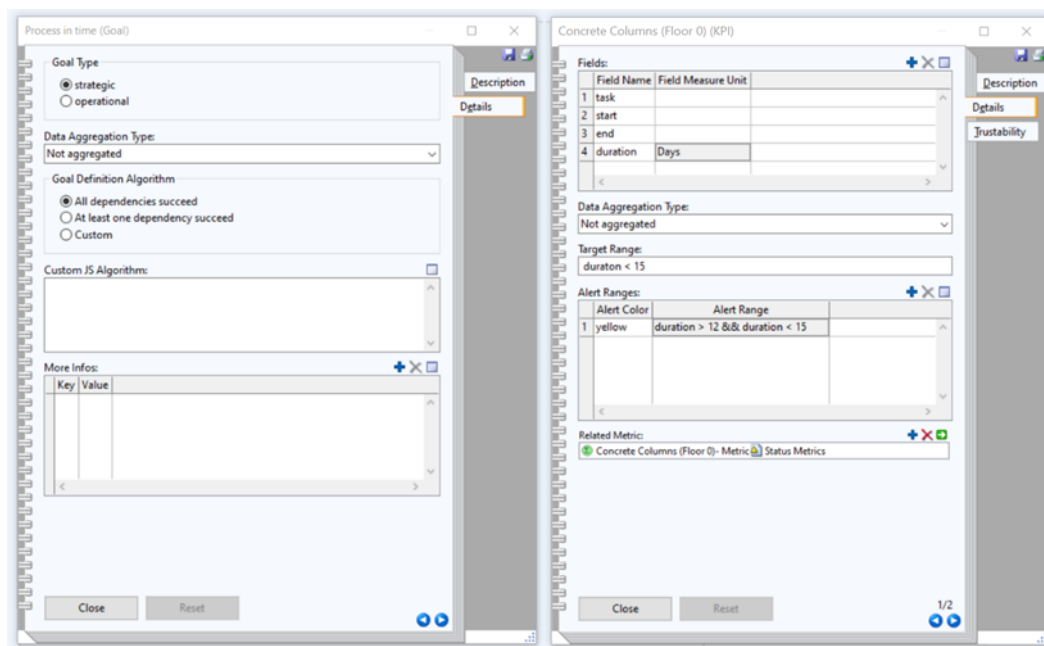 Process in time (Goal)
Description
Details
Goal Type
strategic
operational
Data Aggregation Type:
Not aggregated
Goal Definition Algorithm
All dependencies succeed
At least one dependency succeed
Custom
Custom JS Algorithm:
More Infos:
Key Value
Close Reset
Concrete Columns (Floor 0) (KPI)
Description
Details
Trustability
Fields:
Field Name Field Measure Unit
1 task
2 start
3 end
4 duration Days
Data Aggregation Type:
Not aggregated
Target Range:
duraton < 15
Alert Ranges:
Alert Color Alert Range
1 yellow duration > 12 && duration < 15
Related Metric:
Concrete Columns (Floor 0)- Metric Status Metrics
1/2
Close Reset